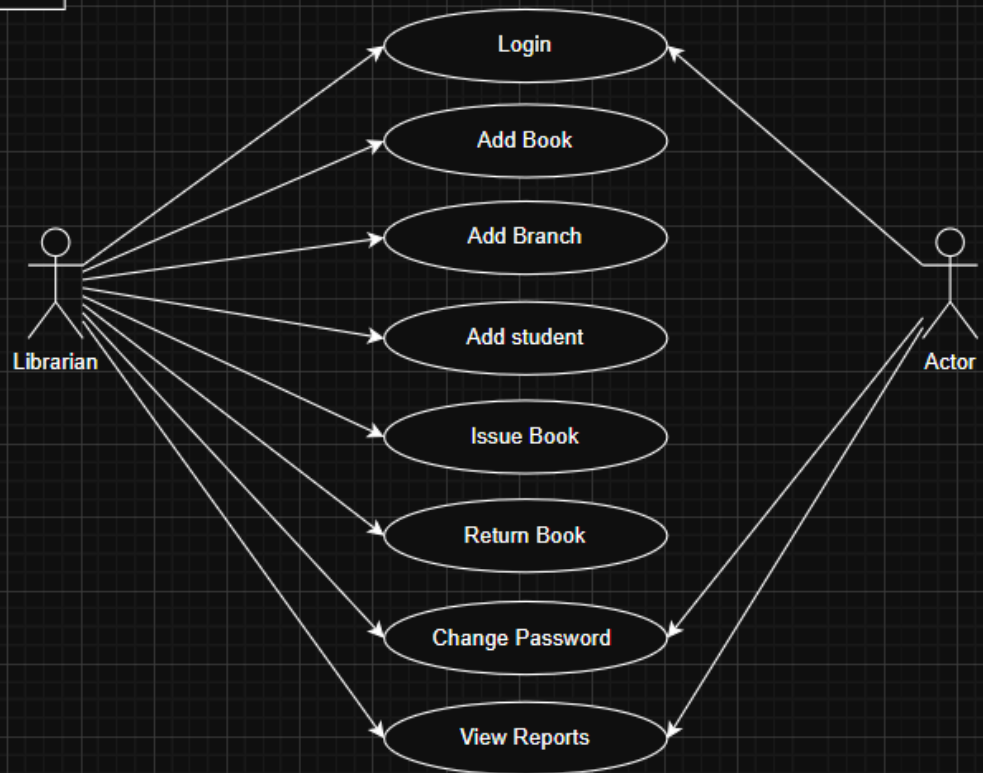 Login
Add Book
Add Branch
Add student
Librarian
Actor
Issue Book
Return Book
Change Password
View Reports